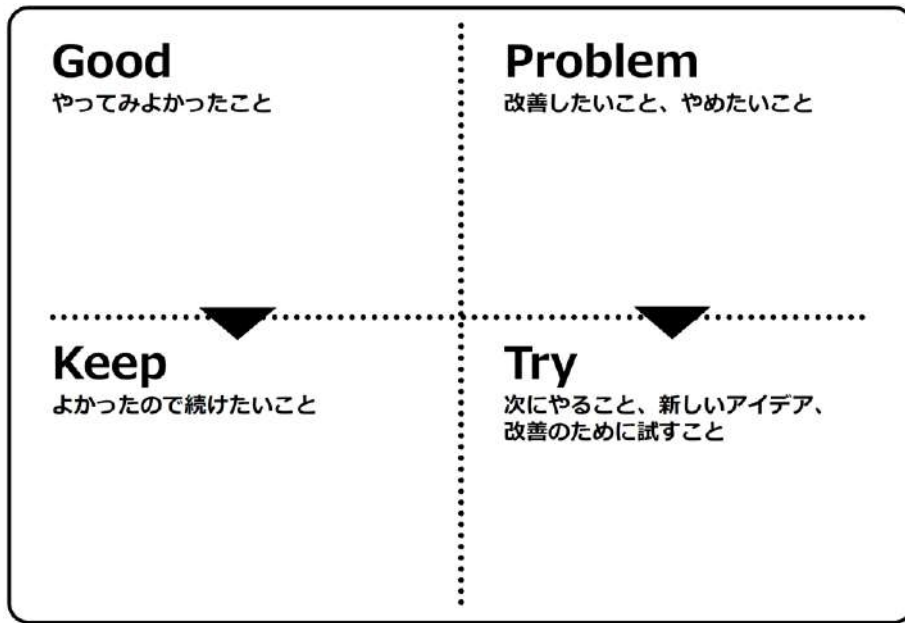 Good
やってみよかったこと
Problem
改善したいこと、やめたいこと
Keep
よかったので続けたいこと
Try
次にやること、新しいアイデア、
改善のために試すこと